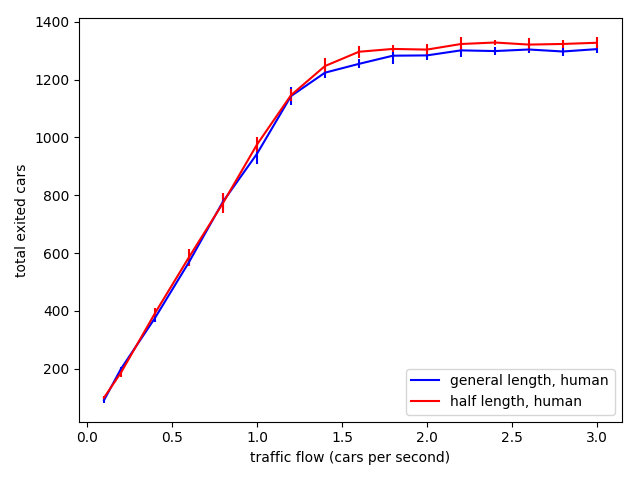 1400
1200
1000
800
600
400
200
total exited cars
general length, human
half length, human
0.0 0.5 1.0 1.5 2.0 2.5 3.0
traffic flow (cars per second)